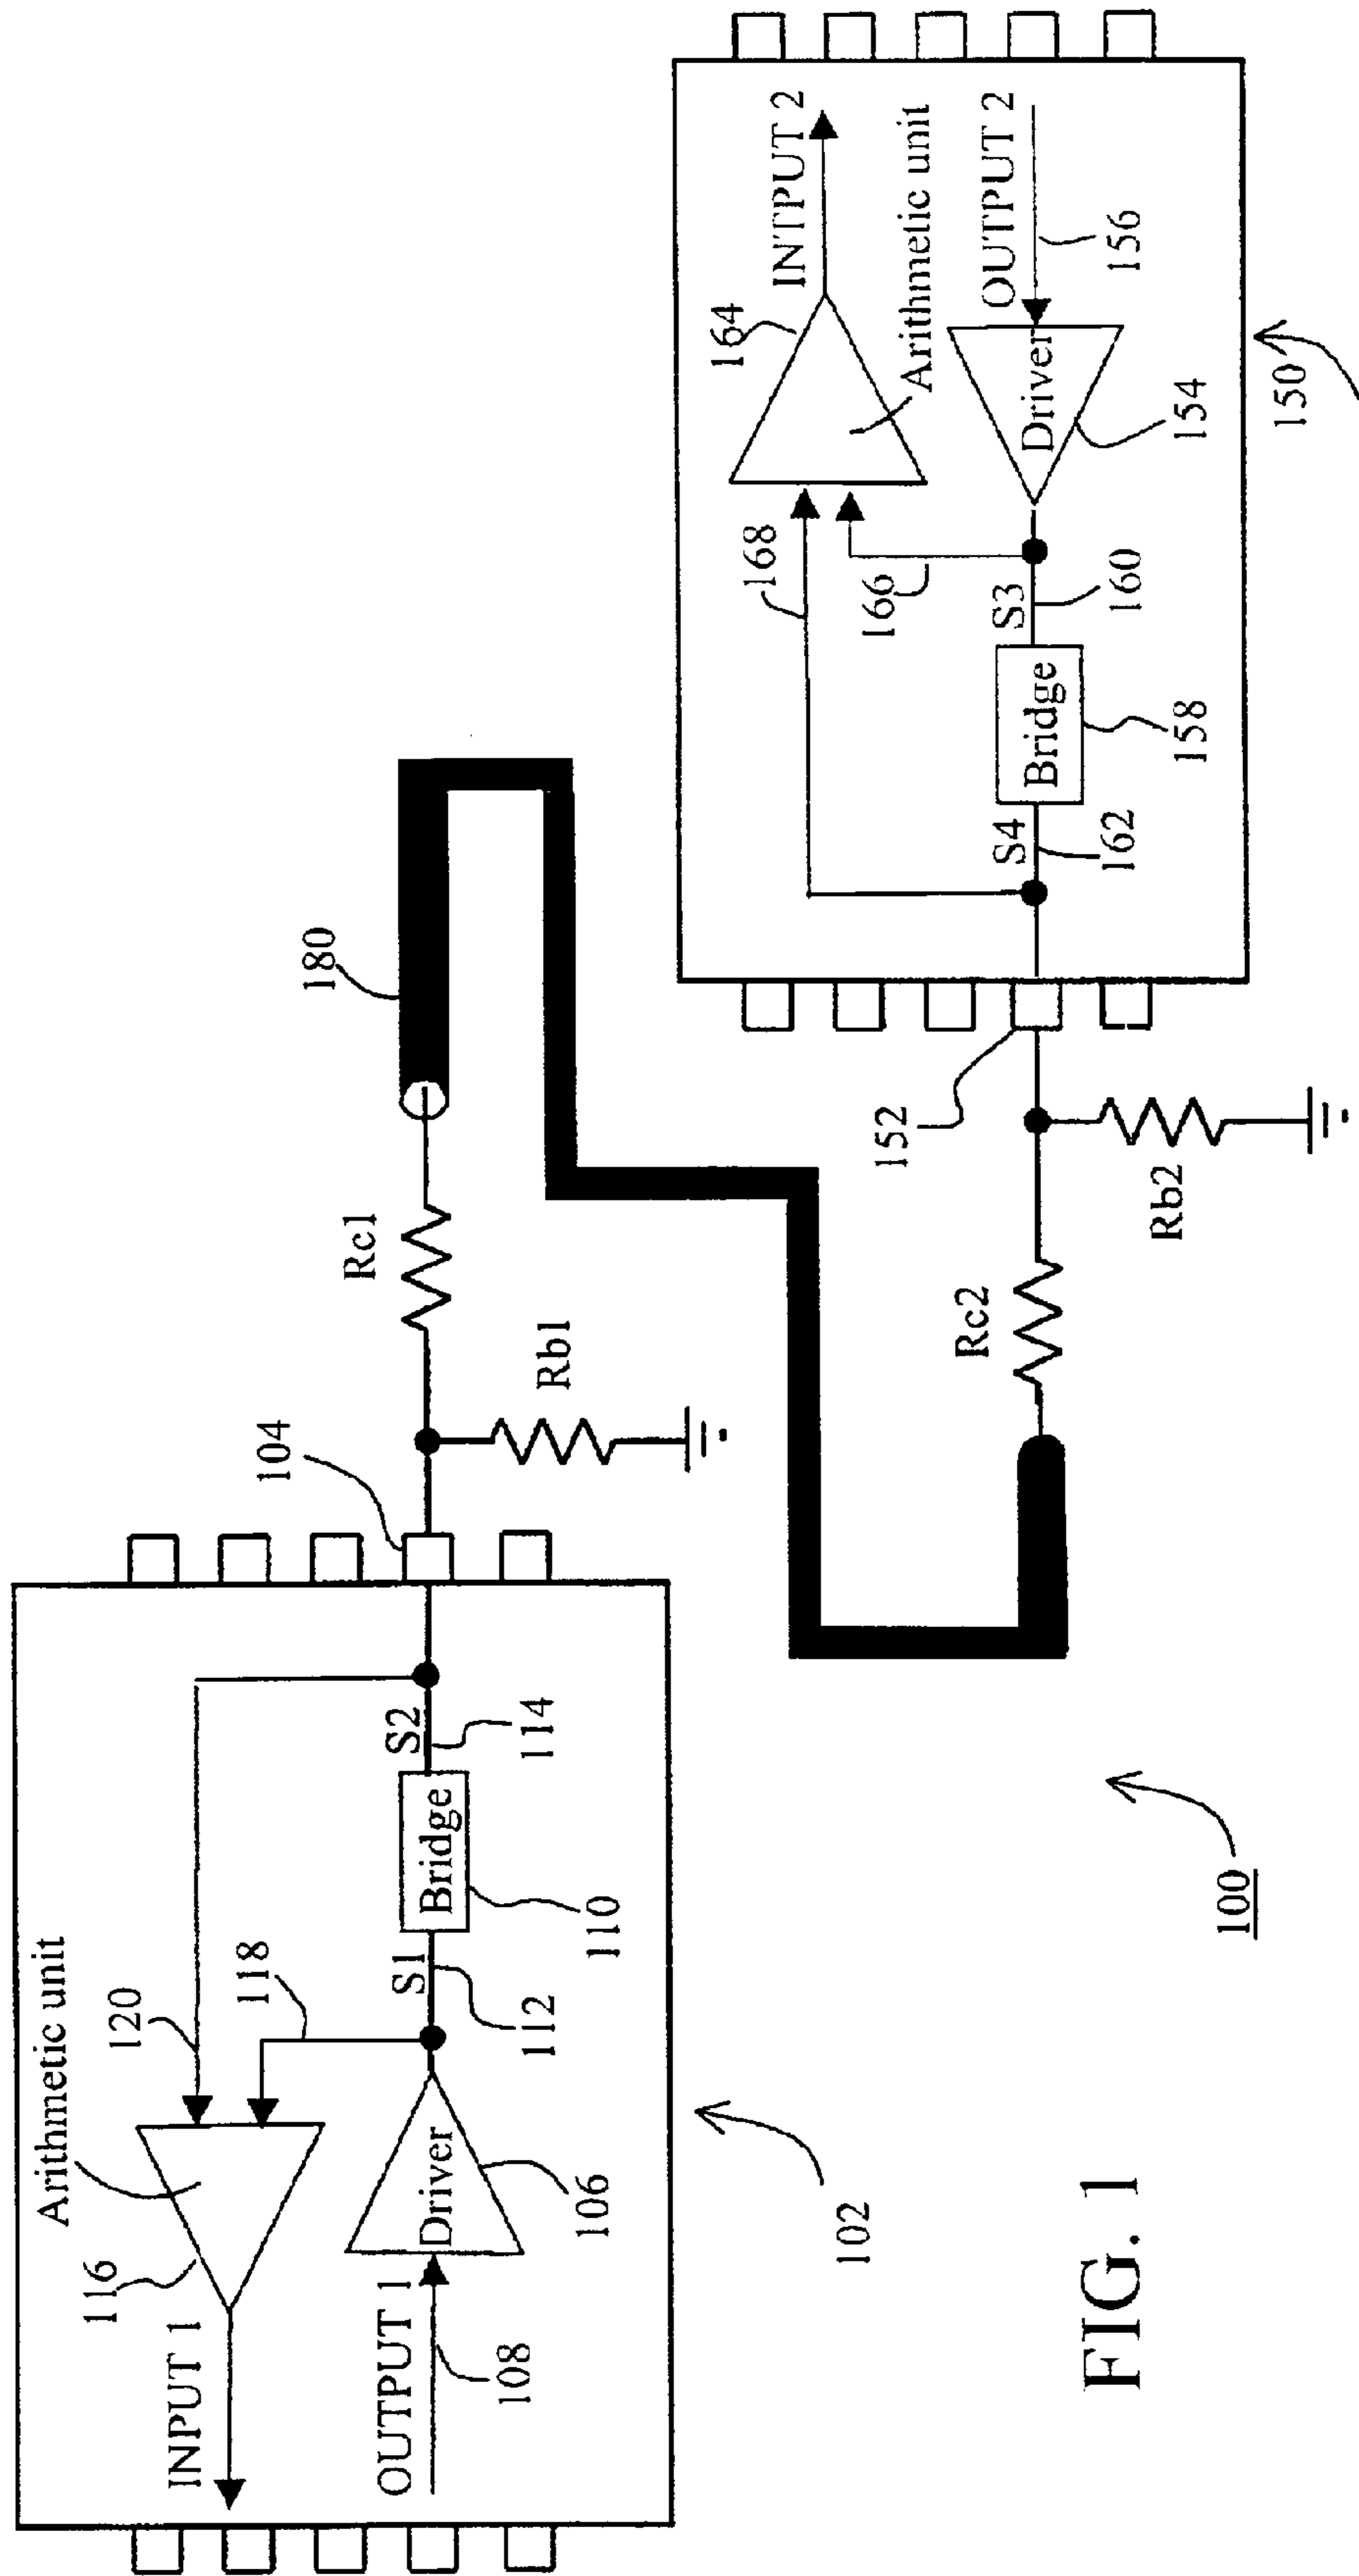 Arithmetic unit
116
120
INPUT 1
118
OUTPUT 1
108
Driver
106
S1
112
Bridge
110
S2
114
104
102
Rb1
Rc1
180
100
Rc2
Rb2
152
168
164
INTPUT 2
166
Arithmetic unit
S4
162
Bridge
158
S3
160
Driver
154
OUTPUT 2
156
150
FIG. 1